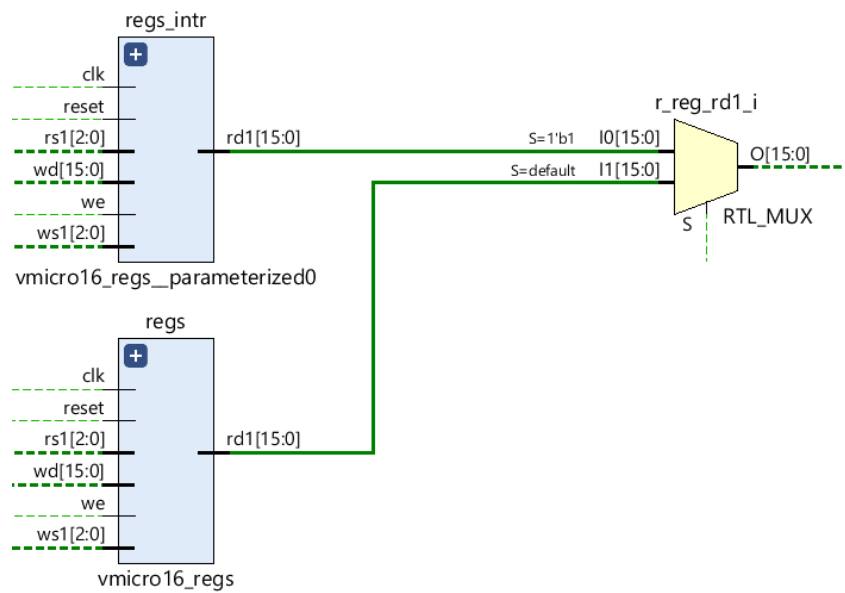 regs_intr
clk
reset
rs1[2:0]
wd[15:0]
we
ws1[2:0]
rd1[15:0]
vmicro16_regs__parameterized0
S=1'b1
I0[15:0]
S=default
I1[15:0]
r_reg_rd1_i
O[15:0]
S
RTL_MUX
regs
clk
reset
rs1[2:0]
wd[15:0]
we
ws1[2:0]
rd1[15:0]
vmicro16_regs